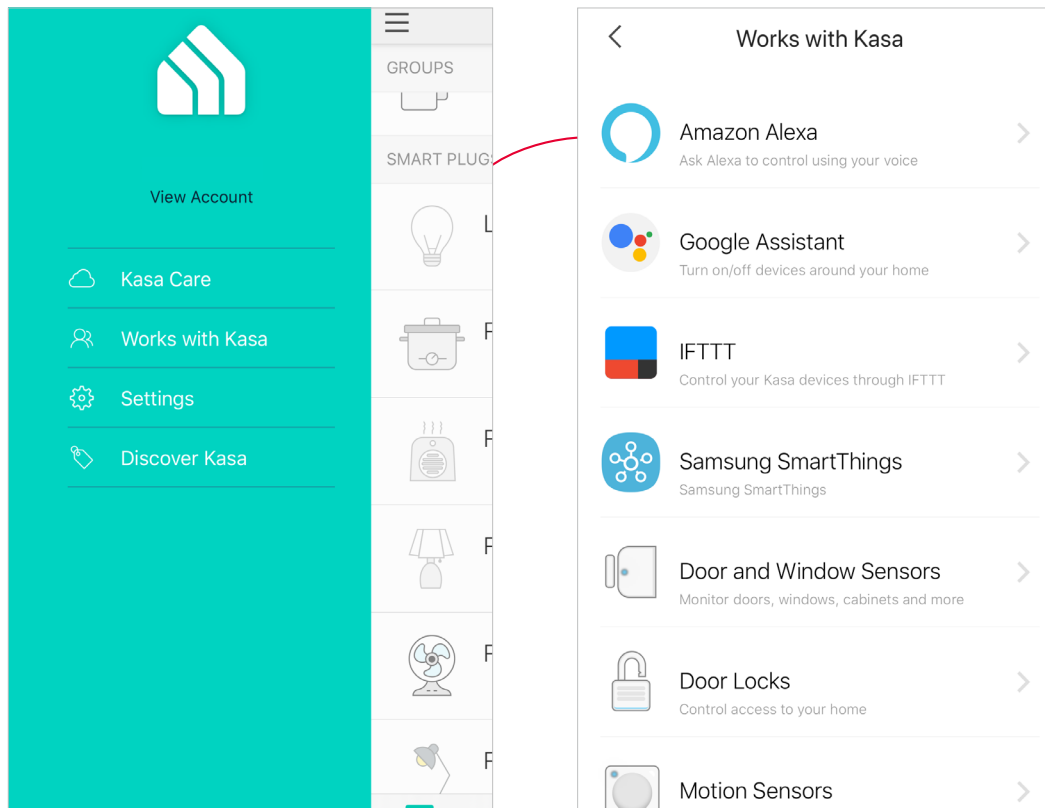 View Account
Kasa Care
Works with Kasa
Settings
Discover Kasa
GROUPS
SMART PLUGS
L
F
F
F
F
F
Works with Kasa
Amazon Alexa
Ask Alexa to control using your voice
Google Assistant
Turn on/off devices around your home
IFTTT
Control your Kasa devices through IFTTT
Samsung SmartThings
Samsung SmartThings
Door and Window Sensors
Monitor doors, windows, cabinets and more
Door Locks
Control access to your home
Motion Sensors